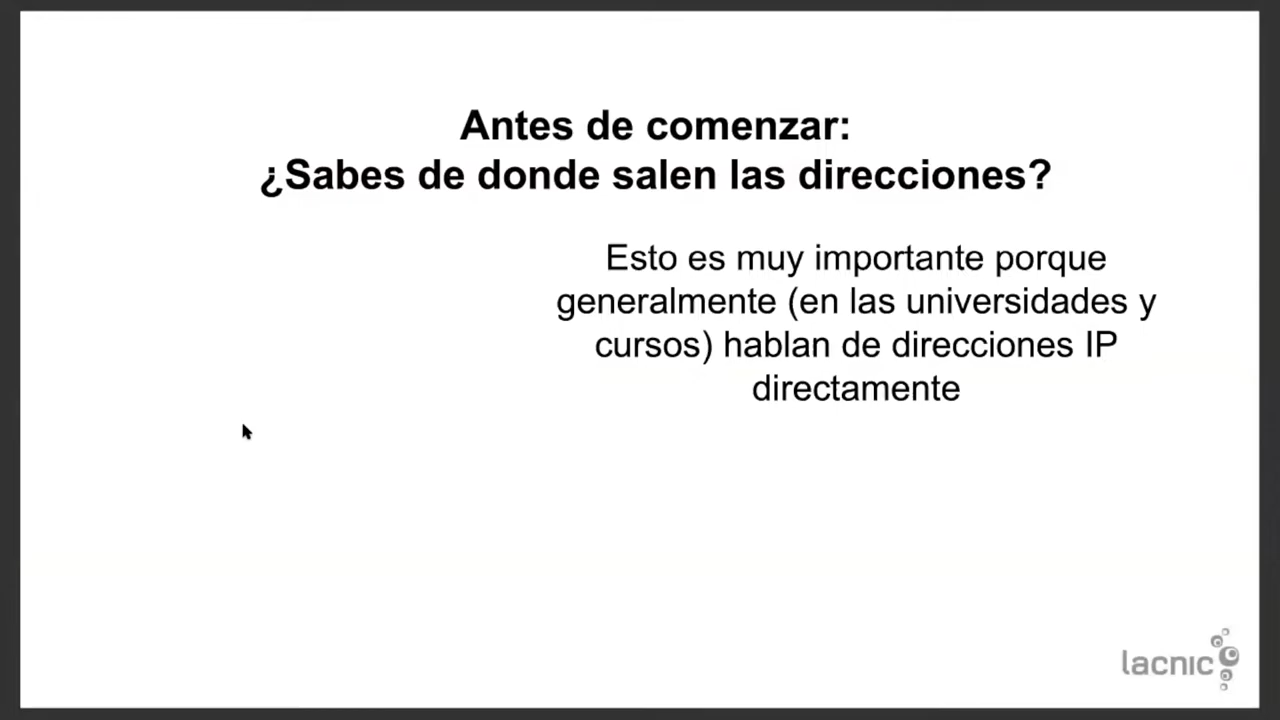 Antes de comenzar:
¿Sabes de donde salen las direcciones?
Esto es muy importante porque
generalmente (en las universidades y
cursos) hablan de direcciones IP
directamente
lacnic